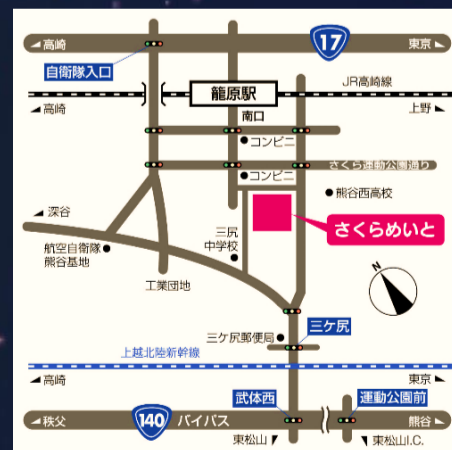 ◢高崎
17
東京◣
自衛隊入口
JR高崎線
籠原駅
◢高崎
南口
上野◣
コンビニ
さくら運動公園通り
コンビニ
熊谷西高校
◢深谷
さくらめいと
三尻
中学校
航空自衛隊
熊谷基地
N
工業団地
三ケ尻
三ケ尻郵便局
上越北陸新幹線
◢高崎
東京◣
武体西
運動公園前
◢秩父
140
バイパス
熊谷◣
東松山
東松山I.C.